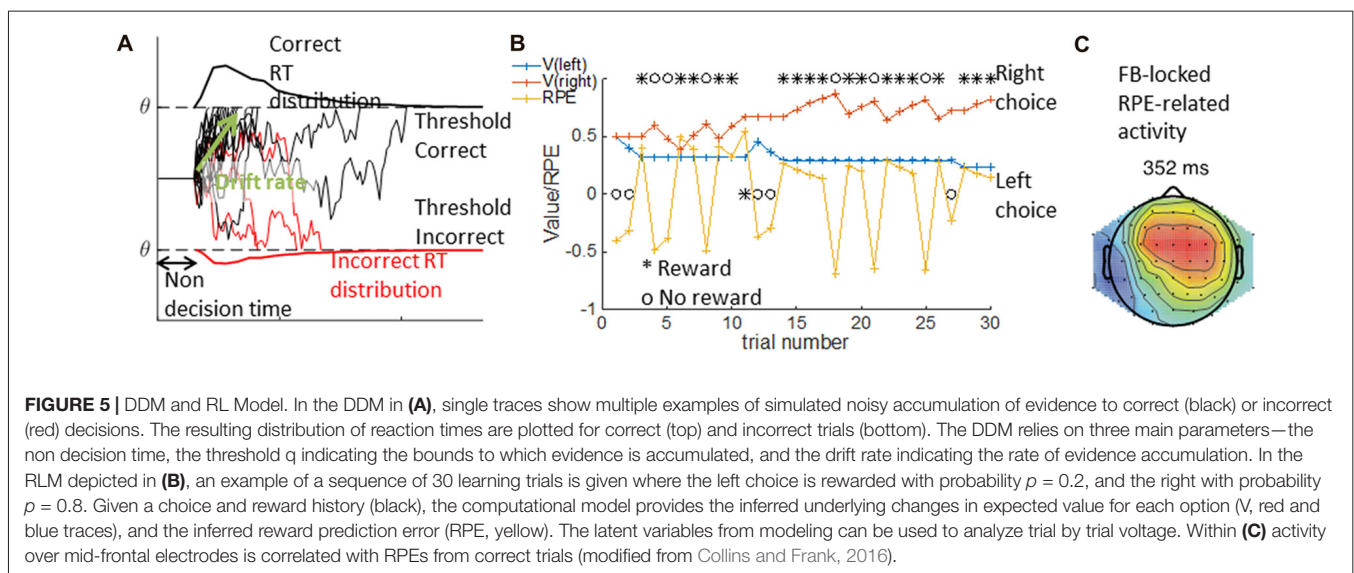 A
Correct
RT
distribution
θ
Threshold
Correct
Drift rate
Threshold
Incorrect
θ
Incorrect RT
distribution
Non
decision time
B
V(left)
V(right)
RPE
Right
choice
0.5
0
-0.5
-1
Value/RPE
Left
choice
* Reward
o No reward
0 5 10 15 20 25 30
trial number
C
FB-locked
RPE-related
activity
352 ms
FIGURE 5 | DDM and RL Model. In the DDM in (A), single traces show multiple examples of simulated noisy accumulation of evidence to correct (black) or incorrect
(red) decisions. The resulting distribution of reaction times are plotted for correct (top) and incorrect trials (bottom). The DDM relies on three main parameters—the
non decision time, the threshold q indicating the bounds to which evidence is accumulated, and the drift rate indicating the rate of evidence accumulation. In the
RLM depicted in (B), an example of a sequence of 30 learning trials is given where the left choice is rewarded with probability p = 0.2, and the right with probability
p = 0.8. Given a choice and reward history (black), the computational model provides the inferred underlying changes in expected value for each option (V, red and
blue traces), and the inferred reward prediction error (RPE, yellow). The latent variables from modeling can be used to analyze trial by trial voltage. Within (C) activity
over mid-frontal electrodes is correlated with RPEs from correct trials (modified from Collins and Frank, 2016).